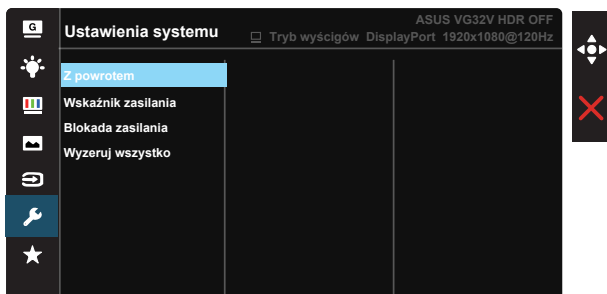 G
ASUS VG32V HDR OFF
Ustawienia systemu
Tryb wyścigów DisplayPort 1920x1080@120Hz
Z powrotem
Wskaźnik zasilania
Blokada zasilania
Wyzeruj wszystko